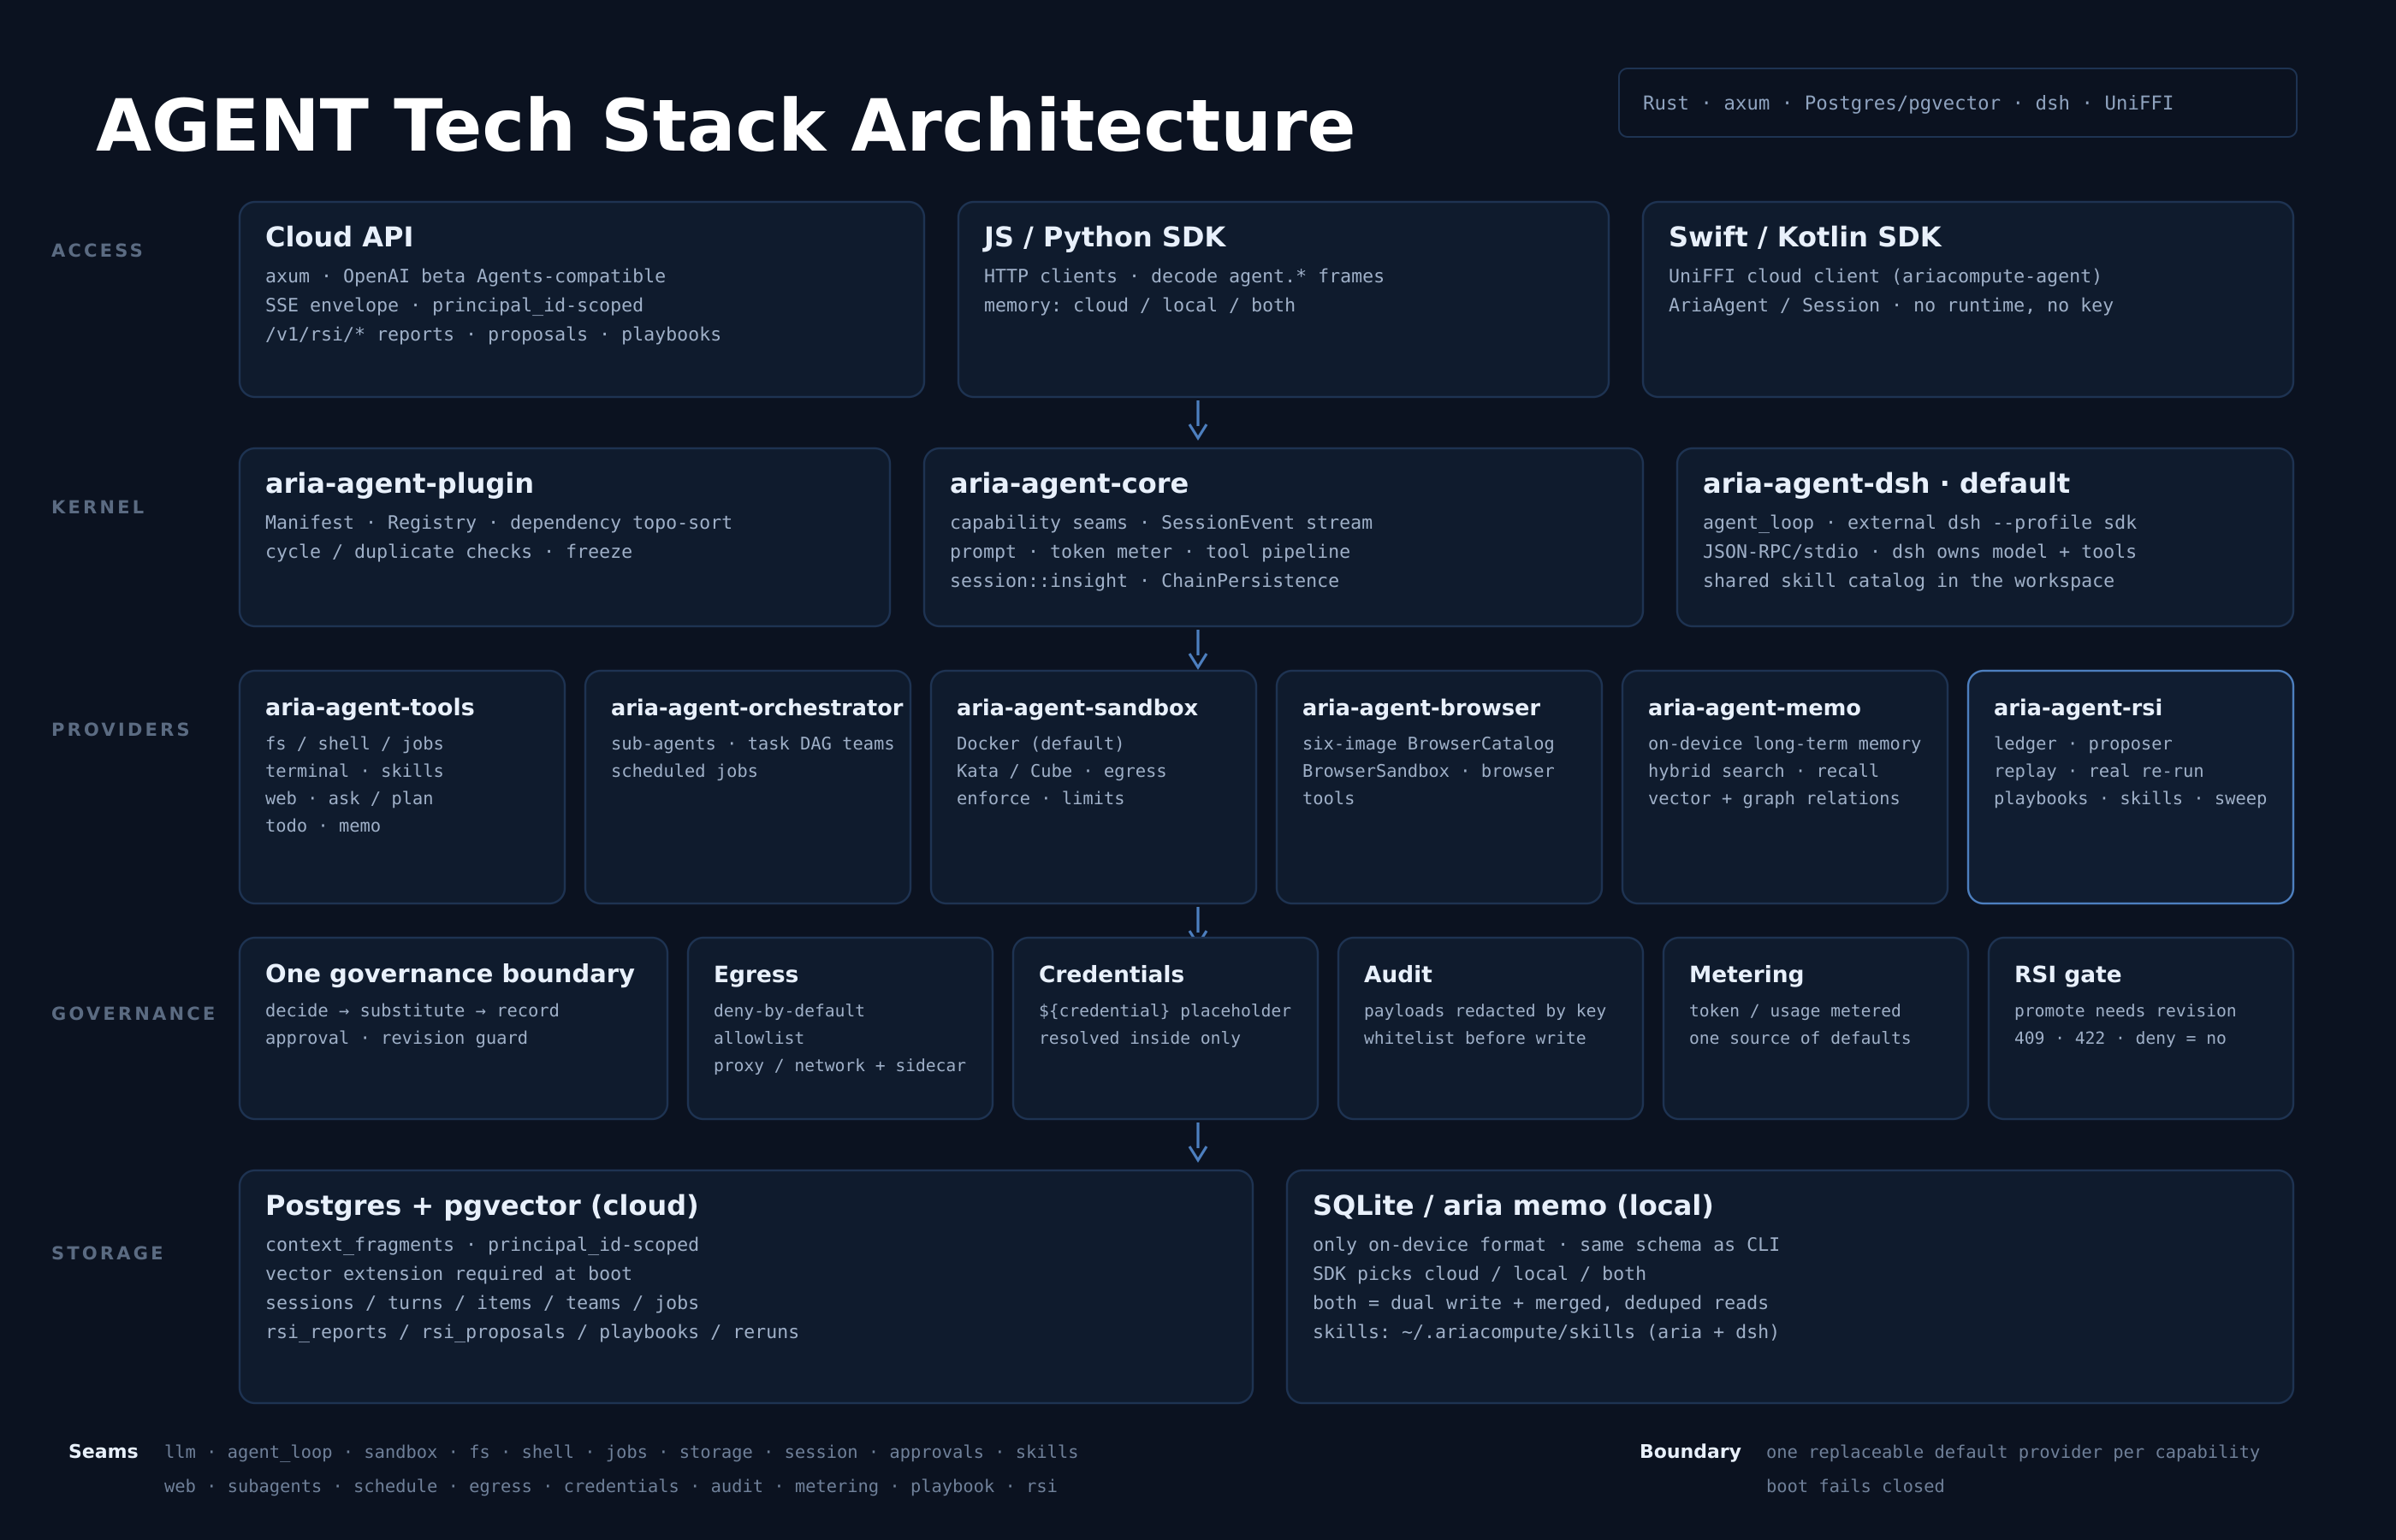 AGENT Tech Stack Architecture
Rust · axum · Postgres/pgvector · dsh · UniFFI
ACCESS
Cloud API
axum · OpenAI beta Agents-compatible
SSE envelope · principal_id-scoped
/v1/rsi/* reports · proposals · playbooks
JS / Python SDK
HTTP clients · decode agent.* frames
memory: cloud / local / both
Swift / Kotlin SDK
UniFFI cloud client (ariacompute-agent)
AriaAgent / Session · no runtime, no key
KERNEL
aria-agent-plugin
Manifest · Registry · dependency topo-sort
cycle / duplicate checks · freeze
aria-agent-core
capability seams · SessionEvent stream
prompt · token meter · tool pipeline
session::insight · ChainPersistence
aria-agent-dsh · default
agent_loop · external dsh --profile sdk
JSON-RPC/stdio · dsh owns model + tools
shared skill catalog in the workspace
PROVIDERS
aria-agent-tools
fs / shell / jobs
terminal · skills
web · ask / plan
todo · memo
aria-agent-orchestrator
sub-agents · task DAG teams
scheduled jobs
aria-agent-sandbox
Docker (default)
Kata / Cube · egress
enforce · limits
aria-agent-browser
six-image BrowserCatalog
BrowserSandbox · browser
tools
aria-agent-memo
on-device long-term memory
hybrid search · recall
vector + graph relations
aria-agent-rsi
ledger · proposer
replay · real re-run
playbooks · skills · sweep
GOVERNANCE
One governance boundary
decide → substitute → record
approval · revision guard
Egress
deny-by-default
allowlist
proxy / network + sidecar
Credentials
${credential} placeholder
resolved inside only
Audit
payloads redacted by key
whitelist before write
Metering
token / usage metered
one source of defaults
RSI gate
promote needs revision
409 · 422 · deny = no
STORAGE
Postgres + pgvector (cloud)
context_fragments · principal_id-scoped
vector extension required at boot
sessions / turns / items / teams / jobs
rsi_reports / rsi_proposals / playbooks / reruns
SQLite / aria memo (local)
only on-device format · same schema as CLI
SDK picks cloud / local / both
both = dual write + merged, deduped reads
skills: ~/.ariacompute/skills (aria + dsh)
Seams llm · agent_loop · sandbox · fs · shell · jobs · storage · session · approvals · skills
web · subagents · schedule · egress · credentials · audit · metering · playbook · rsi
Boundary one replaceable default provider per capability
boot fails closed